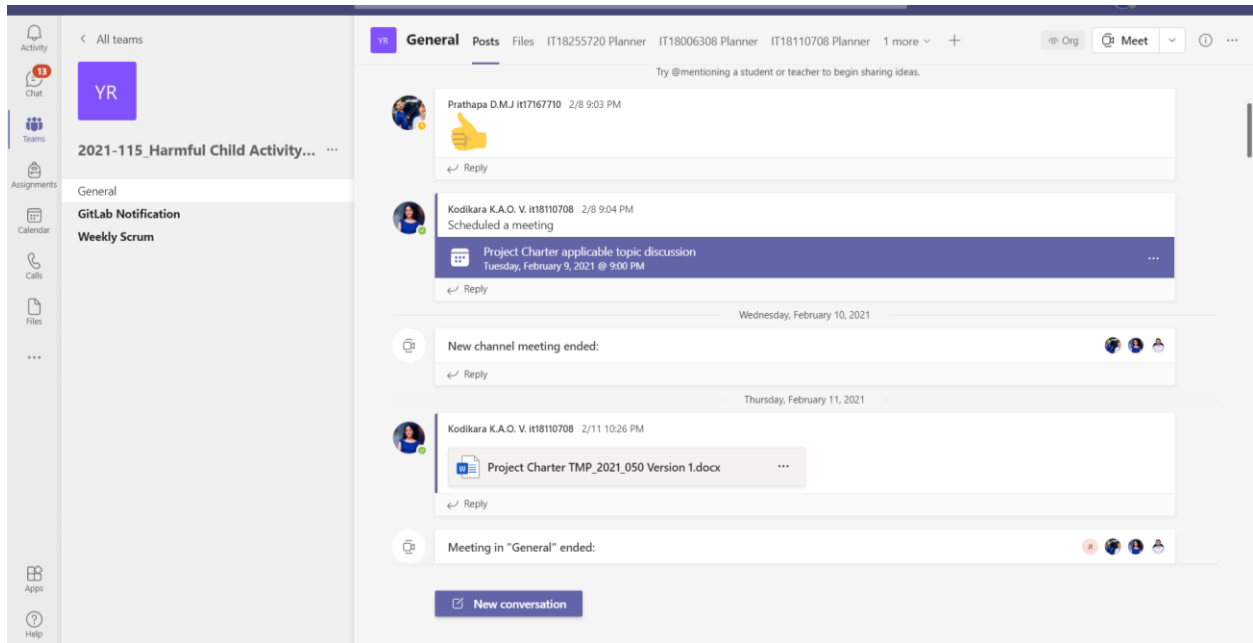 Activity
13
Chat
Teams
Assignments
Calendar
Calls
Files
Apps
Help
All teams
YR
2021-115_Harmful Child Activity... ...
General
GitLab Notification
Weekly Scrum
YR General Posts Files IT18255720 Planner IT18006308 Planner IT18110708 Planner 1 more
Org Meet
Try @mentioning a student or teacher to begin sharing ideas.
Prathapa D.M.J it17167710 2/8 9:03 PM
Reply
Kodikara K.A.O. V. it18110708 2/8 9:04 PM
Scheduled a meeting
Project Charter applicable topic discussion
Tuesday, February 9, 2021 @ 9:00 PM
Reply
Wednesday, February 10, 2021
New channel meeting ended:
Reply
Thursday, February 11, 2021
Kodikara K.A.O. V. it18110708 2/11 10:26 PM
Project Charter TMP_2021_050 Version 1.docx
Reply
Meeting in "General" ended:
New conversation